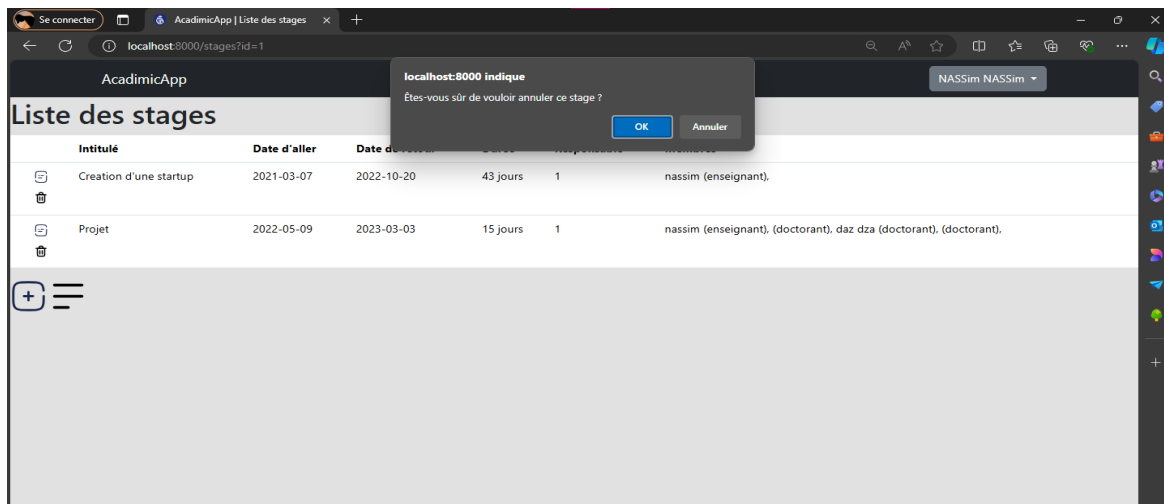 Se connecter
AcadimicApp | Liste des stages
localhost:8000/stages?id=1
AcadimicApp
NASSim NASSim
localhost:8000 indique
Êtes-vous sûr de vouloir annuler ce stage ?
OK Annuler
Liste des stages
Intitulé Date d'aller Date
Creation d'une startup 2021-03-07 2022-10-20 43 jours 1 nassim (enseignant),
Projet 2022-05-09 2023-03-03 15 jours 1 nassim (enseignant), (doctorant), daz dza (doctorant), (doctorant),